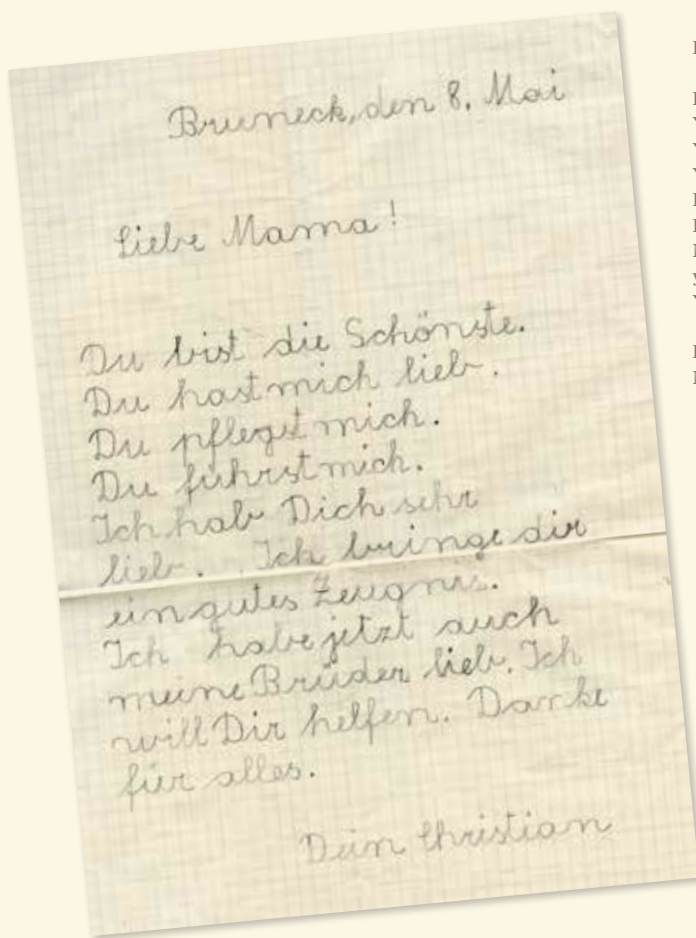 Bruneck, den 8. Mai
Liebe Mama!
Du bist die Schönste.
Du hast mich lieb.
Du pflegst mich.
Du führst mich.
Ich hab Dich sehr
lieb. Ich bringe dir
ein gutes Zeugnis.
Ich habe jetzt auch
meine Brüder lieb. Ich
will Dir helfen. Danke
für alles.
Dein Christian